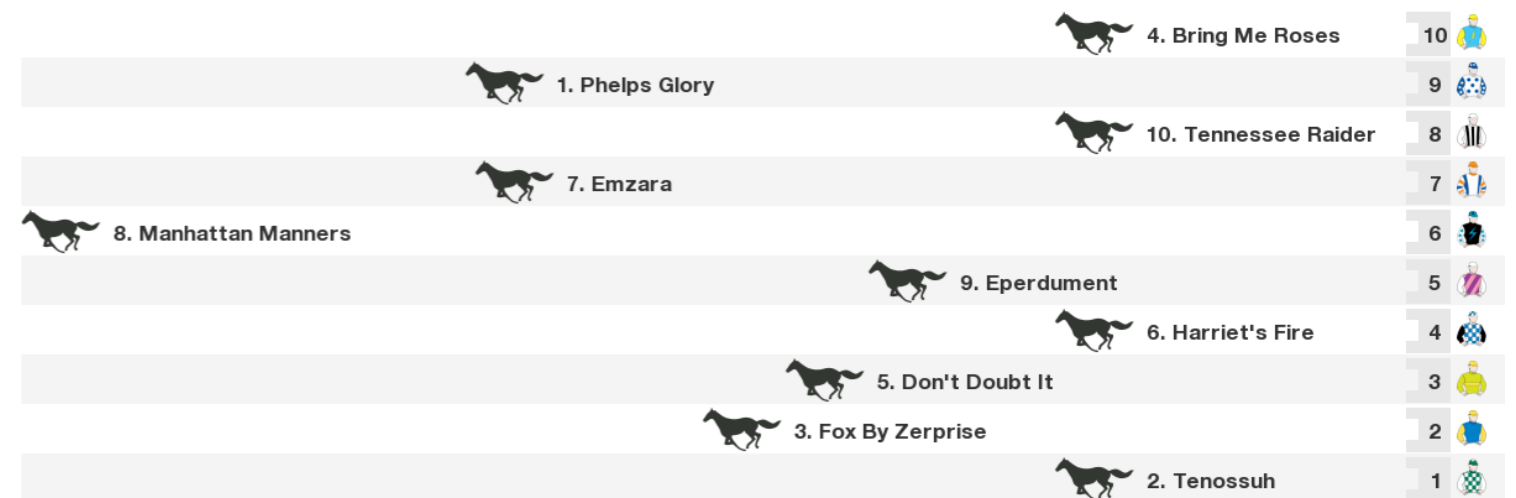 4. Bring Me Roses 10
1. Phelps Glory 9
10. Tennessee Raider 8
7. Emzara 7
8. Manhattan Manners 6
9. Eperdument 5
6. Harriet's Fire 4
5. Don't Doubt It 3
3. Fox By Zerprise 2
2. Tenossuh 1